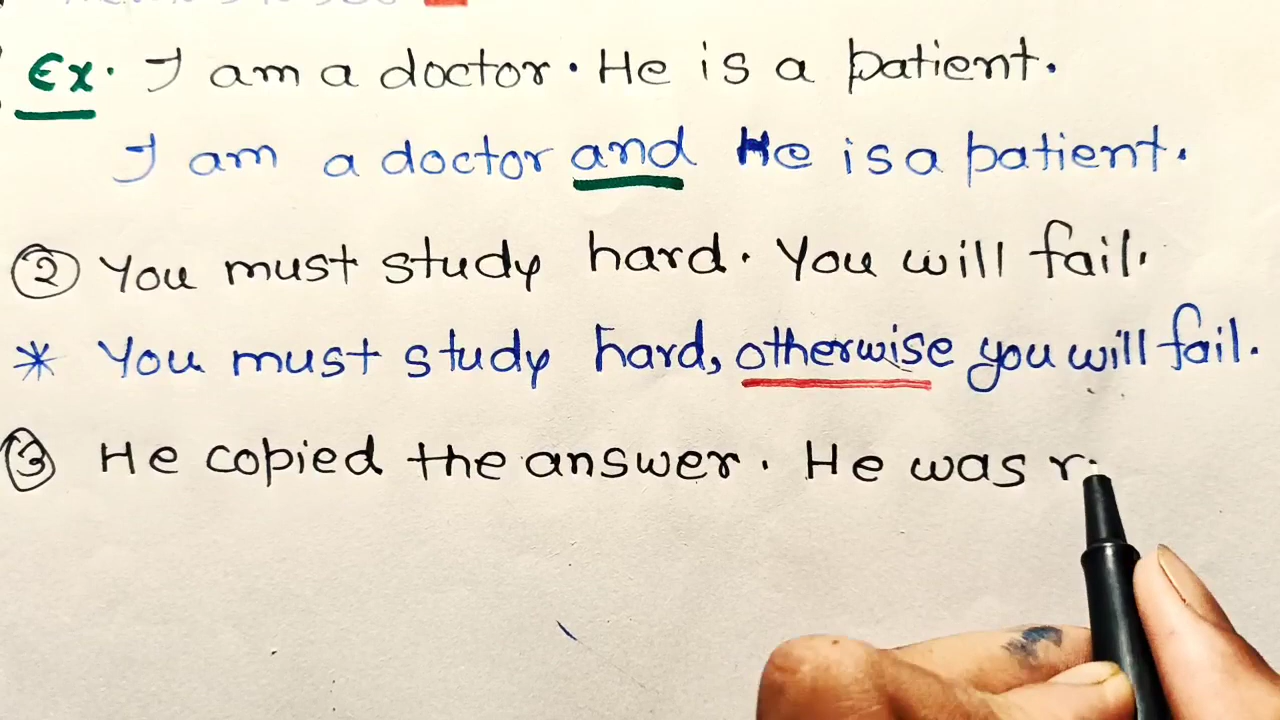 Ex. I am a doctor. He is a patient.
I am a doctor and He is a patient.
② You must study hard. You will fail.
* You must study hard, otherwise you will fail.
③ He copied the answer. He was